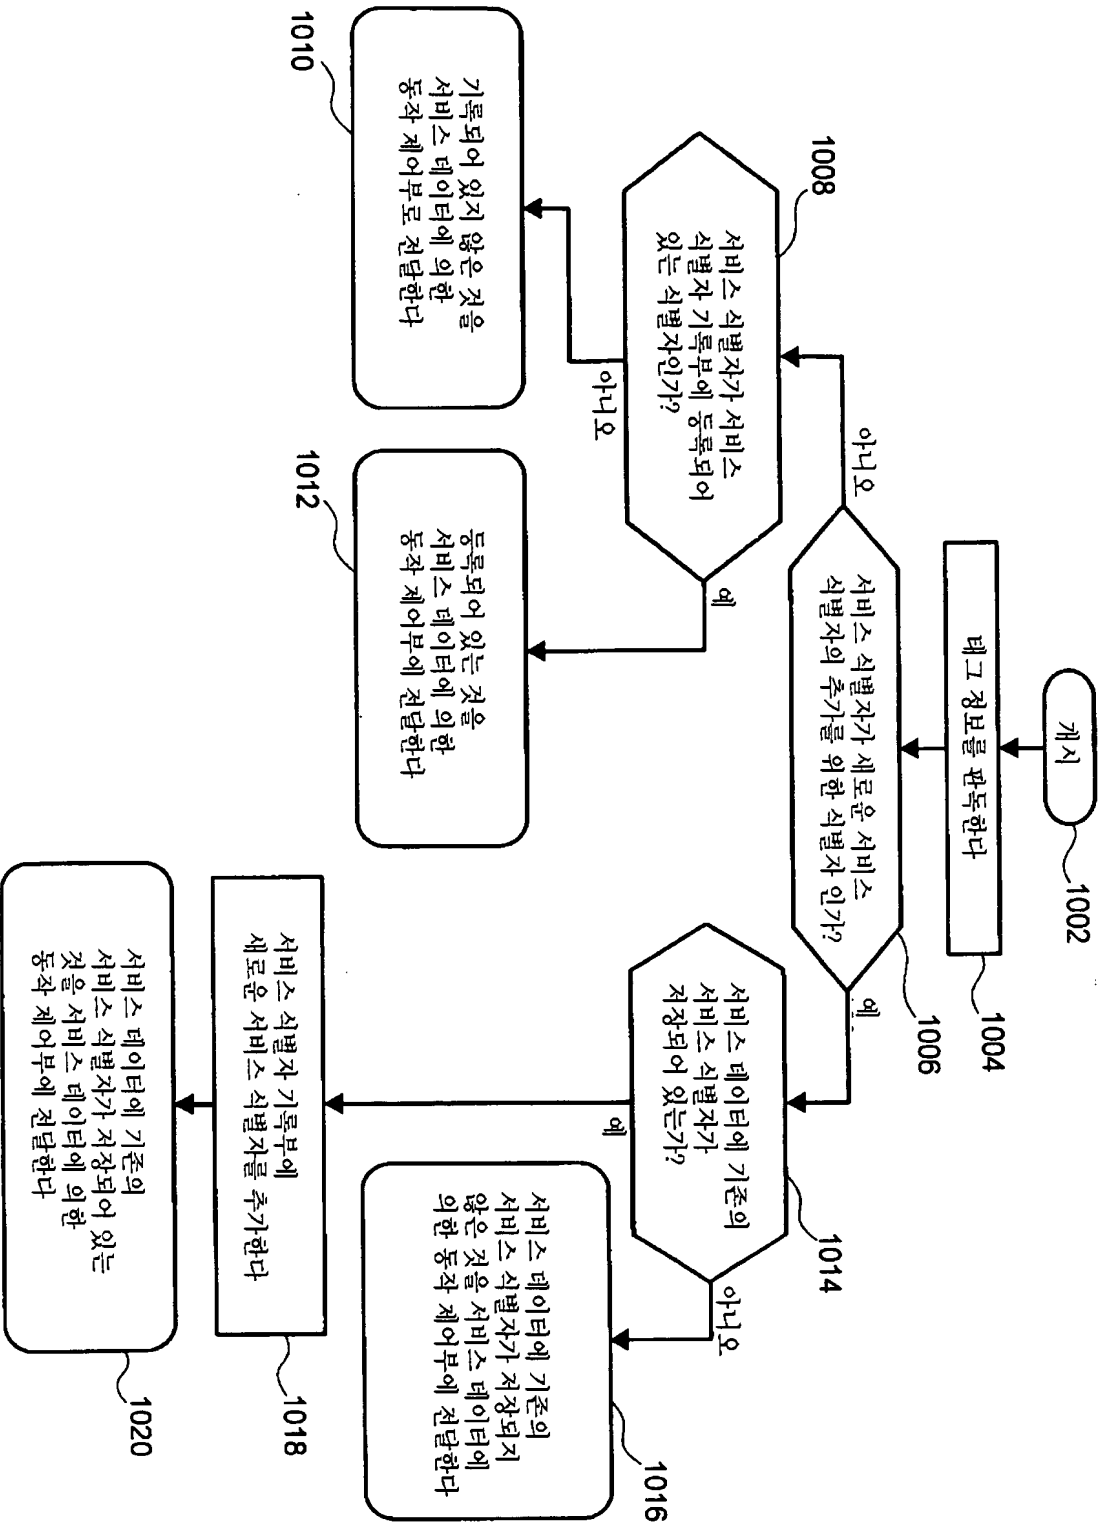 개시
1002
태그 정보를 판독한다
1004
서비스 식별자가 새로운 서비스
식별자의 추가를 위한 식별자 인가?
1006
아니오
예
서비스 식별자가 서비스
식별자 기록부에 등록되어
있는 식별자인가?
1008
아니오
예
기록되어 있지 않은 것을
서비스 데이터에 의한
동작 제어부로 전달한다
1010
등록되어 있는 것을
서비스 데이터에 의한
동작 제어부에 전달한다
1012
서비스 데이터에 기존의
서비스 식별자가
저장되어 있는가?
1014
예
아니오
서비스 데이터에 기존의
서비스 식별자가 저장되지
않은 것을 서비스 데이터에
의한 동작 제어부에 전달한다
1016
서비스 식별자 기록부에
새로운 서비스 식별자를 추가한다
1018
서비스 데이터에 기존의
서비스 식별자가 저장되어 있는
것을 서비스 데이터에 의한
동작 제어부에 전달한다
1020